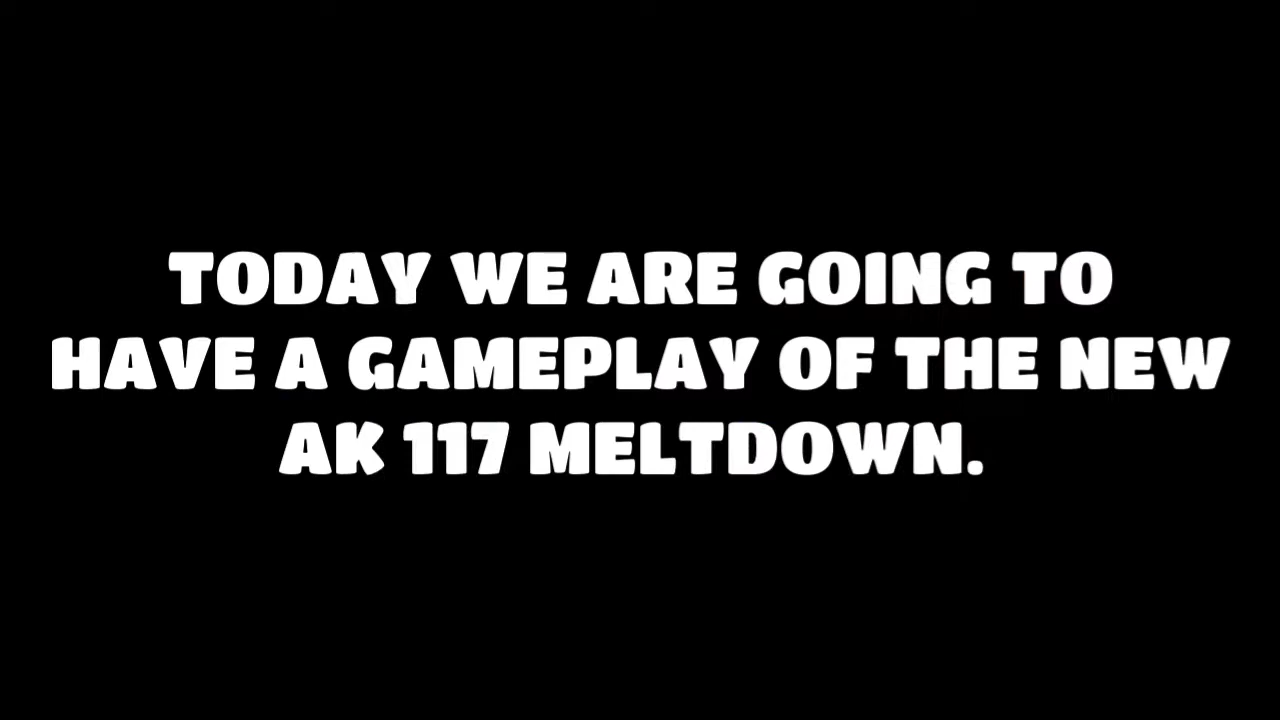 TODAY WE ARE GOING TO
HAVE A GAMEPLAY OF THE NEW
AK 117 MELTDOWN.